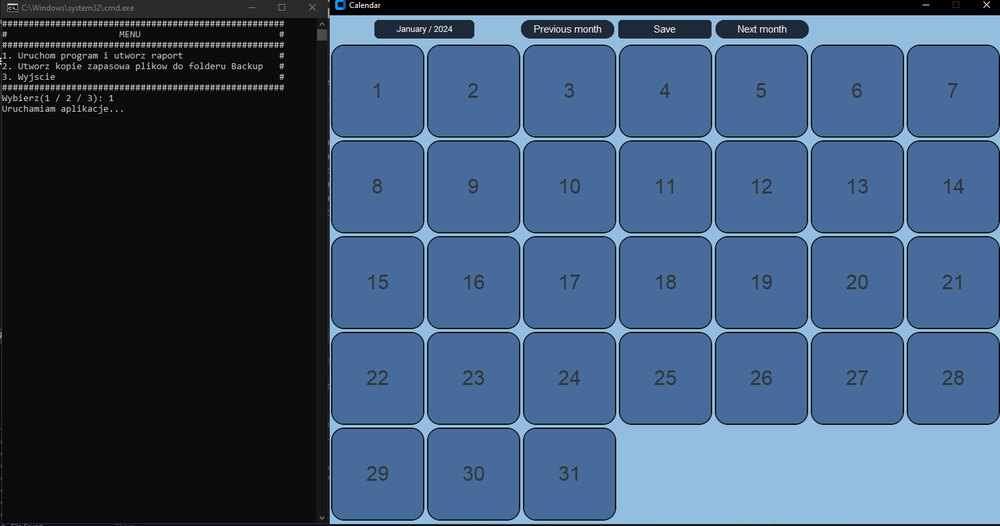 C:\Windows\system32\cmd.exe
#####################################################
# MENU #
#####################################################
1. Uruchom program i utworz raport #
2. Utworz kopie zapasowa plikow do folderu Backup #
3. Wyjscie #
#####################################################
Wybierz(1 / 2 / 3): 1
Uruchamiam aplikacje...
Calendar
January / 2024 Previous month Save Next month
1 2 3 4 5 6 7
8 9 10 11 12 13 14
15 16 17 18 19 20 21
22 23 24 25 26 27 28
29 30 31